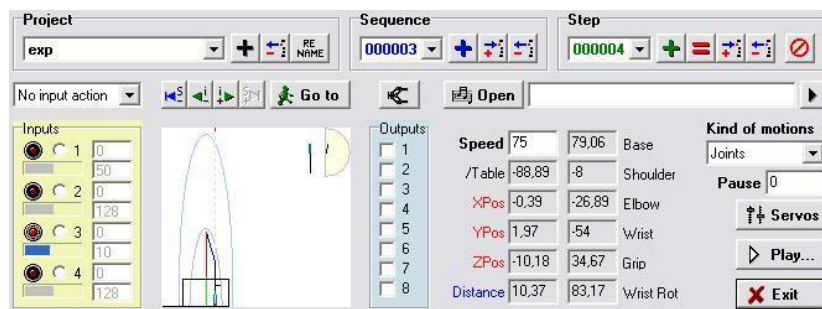 Project
Sequence
Step
exp
RE NAME
000003
000004
No input action
S
i
i
Go to
Open
Inputs
1 0
50
2 0
128
3 0
10
4 0
128
Outputs
1
2
3
4
5
6
7
8
Speed 75 79,06 Base
/Table -88,89 -8 Shoulder
XPos -0,39 -26,89 Elbow
YPos 1,97 -54 Wrist
ZPos -10,18 34,67 Grip
Distance 10,37 83,17 Wrist Rot
Kind of motions
Joints
Pause 0
Servos
Play...
Exit